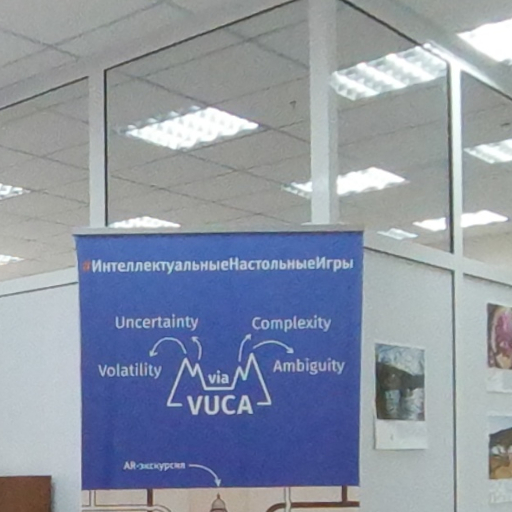 #ИнтеллектуальныеНастольныеИгры
Uncertainty
Complexity
Volatility
Ambiguity
via
VUCA
AR-экскурсия